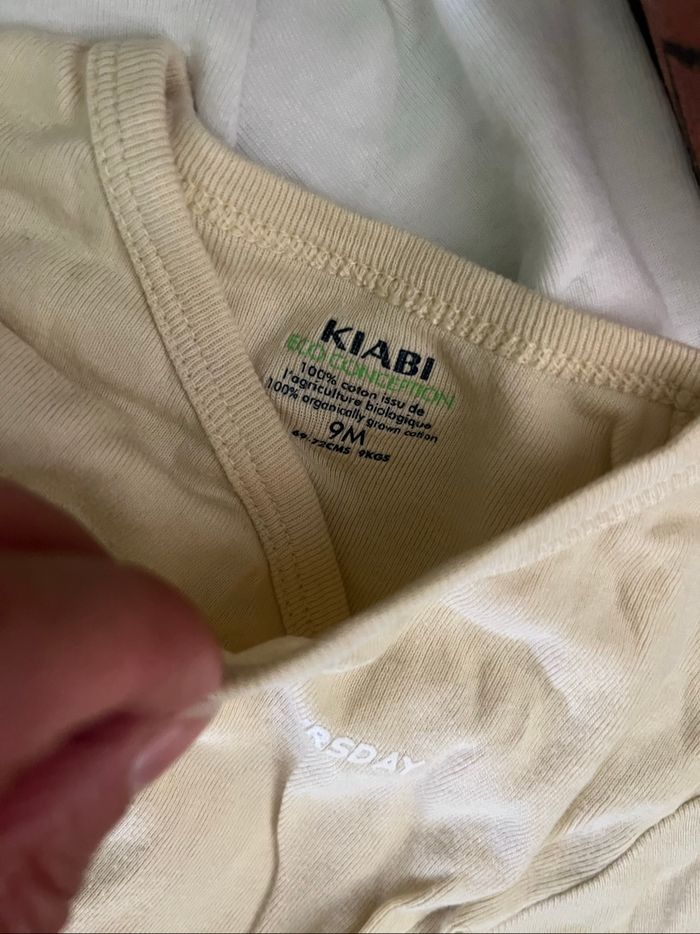 KIABI
ECO CONCEPTION
100% coton issu de
l'agriculture biologique
100% organically grown cotton
9M
69-72CMS 9KGS
RSDAY